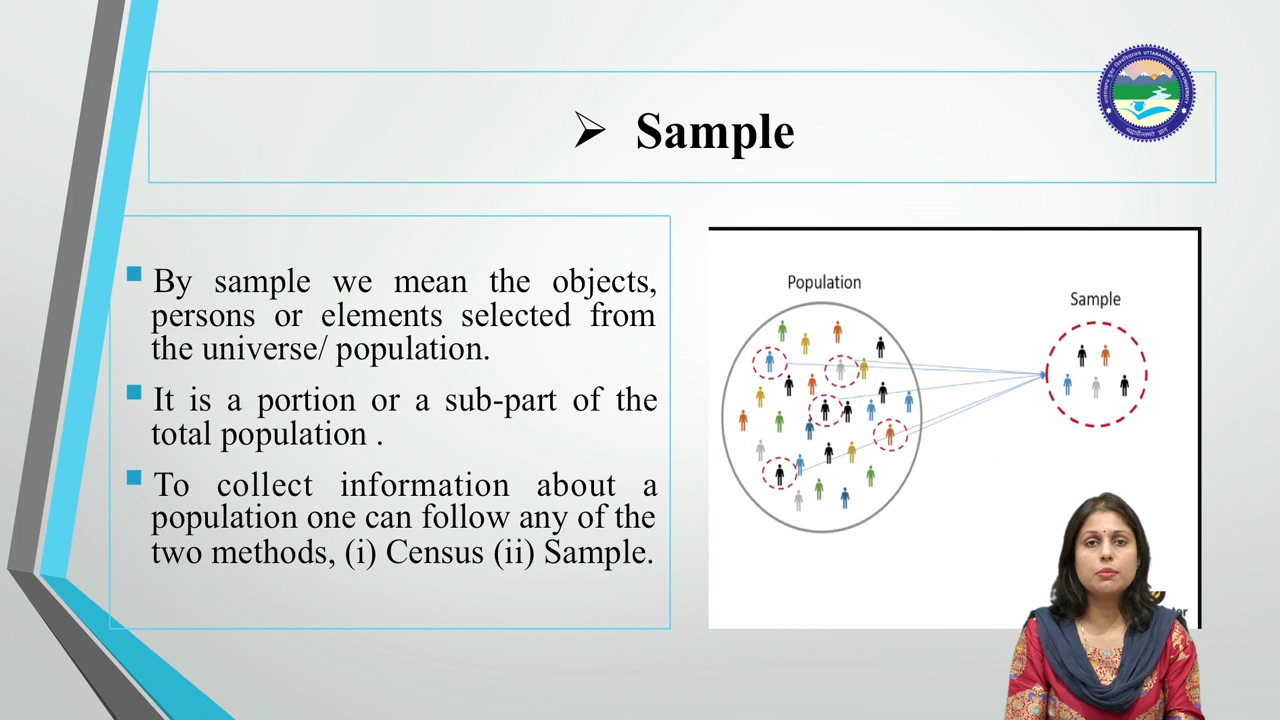 ➢ Sample
▪ By sample we mean the objects,
persons or elements selected from
the universe/ population.
▪ It is a portion or a sub-part of the
total population .
▪ To collect information about a
population one can follow any of the
two methods, (i) Census (ii) Sample.
Population
Sample